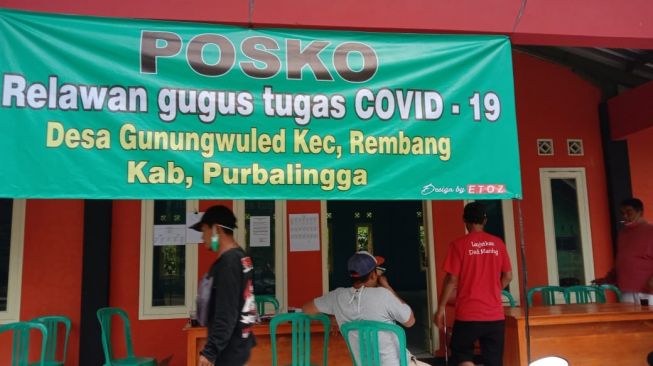 POSKO
Relawan gugus tugas COVID - 19
Desa Gunungwuled Kec, Rembang
Kab, Purbalingga
Design by ETOZ